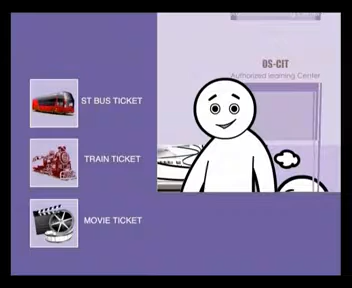 OS-CIT
Authorized learning Center
ST BUS TICKET
TRAIN TICKET
MOVIE TICKET